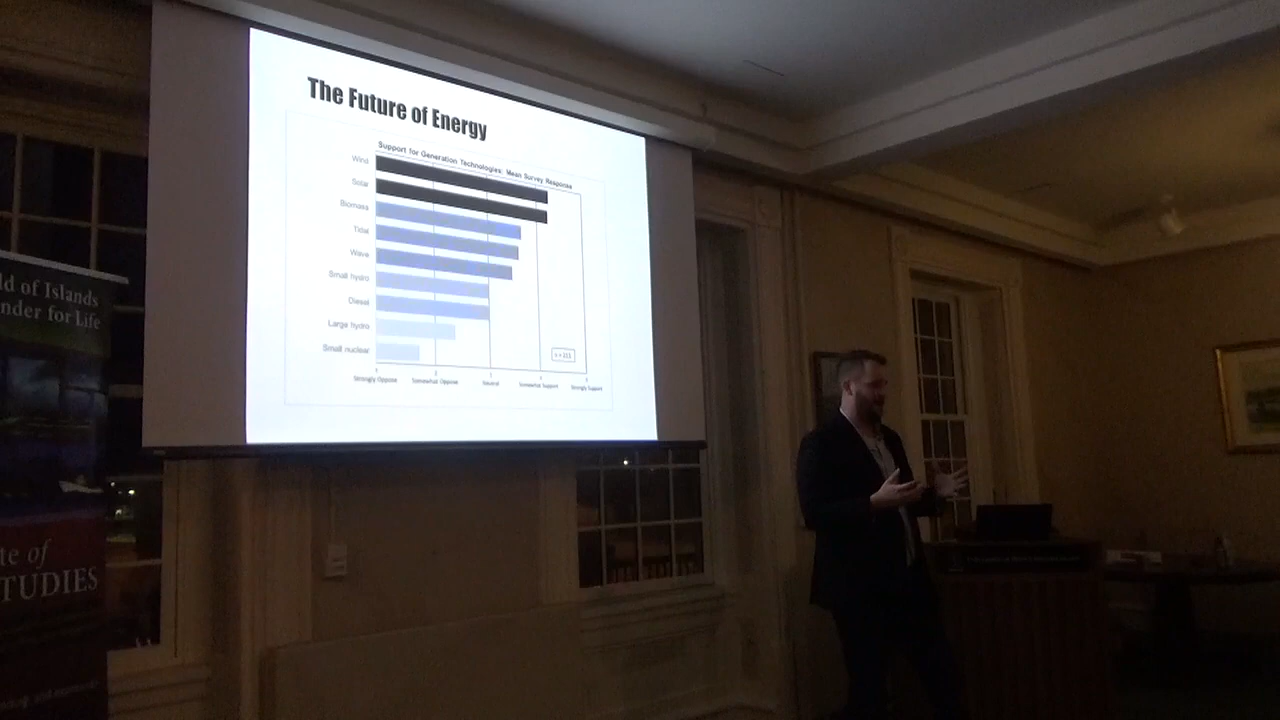 The Future of Energy
Support for Generation Technologies: Mean Survey Response
Wind
Solar
Biomass
Tidal
Wave
Small hydro
Diesel
Large hydro
Small nuclear
Strongly Oppose
Somewhat Oppose
Neutral
Somewhat Support
Strongly Support
ld of Islands
nder for Life
te of
TUDIES